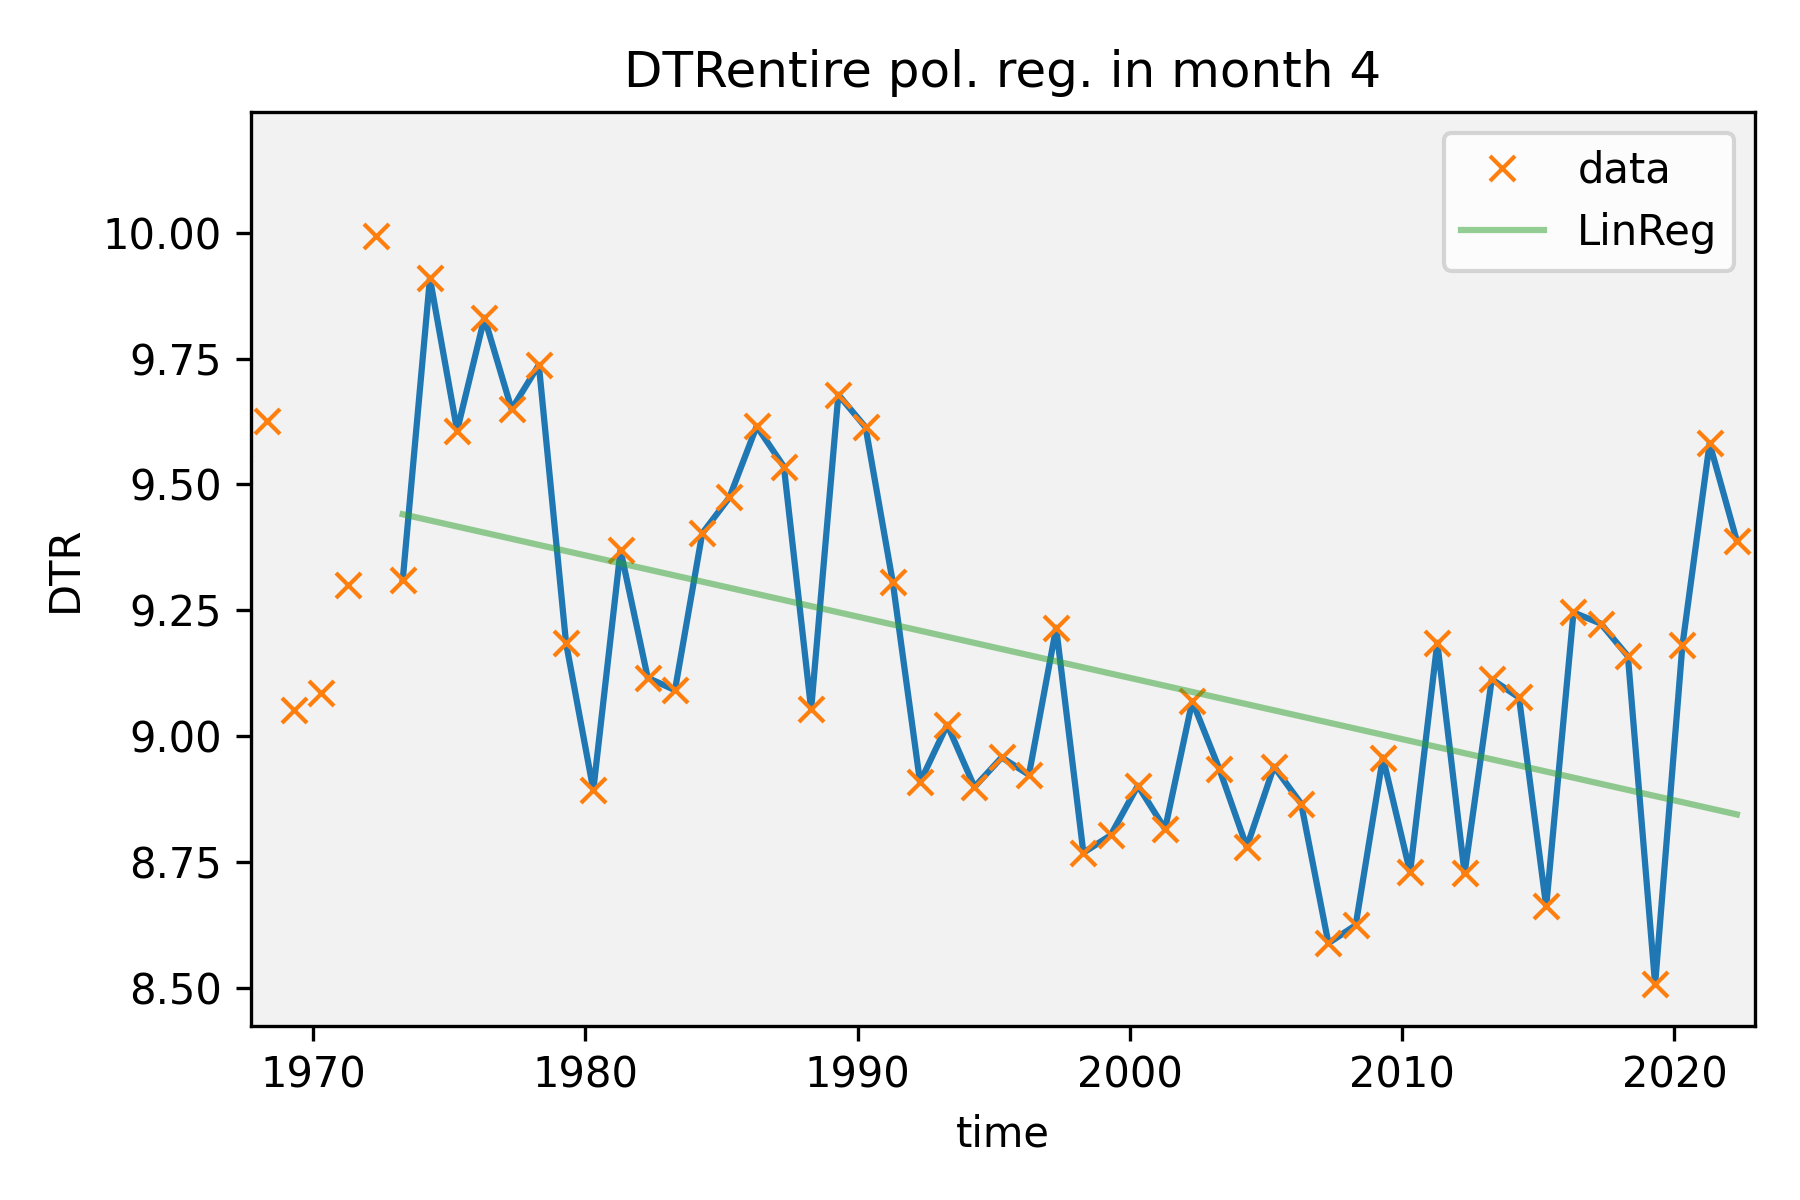 DTRentire pol. reg. in month 4
data
LinReg
10.00
9.75
9.50
9.25
9.00
8.75
8.50
DTR
1970 1980 1990 2000 2010 2020
time